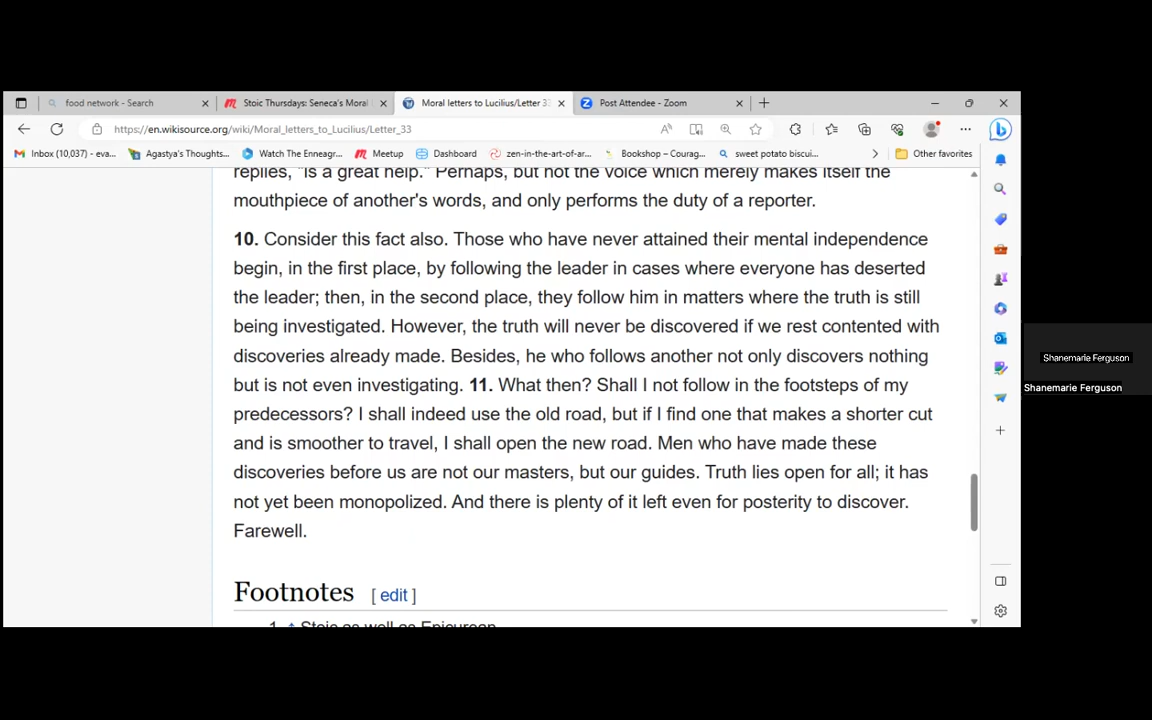 food network - Search
Stoic Thursdays: Seneca's Moral
Moral letters to Lucilius/Letter 33
Post Attendee - Zoom
https://en.wikisource.org/wiki/Moral_letters_to_Lucilius/Letter_33
Inbox (10,037) - eva...
Agastya's Thoughts...
Watch The Enneagr...
Meetup
Dashboard
zen-in-the-art-of-ar...
Bookshop – Courag...
sweet potato biscui...
Other favorites
replies, "is a great help." Perhaps, but not the voice which merely makes itself the
mouthpiece of another's words, and only performs the duty of a reporter.
10. Consider this fact also. Those who have never attained their mental independence
begin, in the first place, by following the leader in cases where everyone has deserted
the leader; then, in the second place, they follow him in matters where the truth is still
being investigated. However, the truth will never be discovered if we rest contented with
discoveries already made. Besides, he who follows another not only discovers nothing
but is not even investigating. 11. What then? Shall I not follow in the footsteps of my
predecessors? I shall indeed use the old road, but if I find one that makes a shorter cut
and is smoother to travel, I shall open the new road. Men who have made these
discoveries before us are not our masters, but our guides. Truth lies open for all; it has
not yet been monopolized. And there is plenty of it left even for posterity to discover.
Farewell.
Footnotes [ edit ]
1. ↑ Stoic as well as Epicurean.
Shanemarie Ferguson
Shanemarie Ferguson